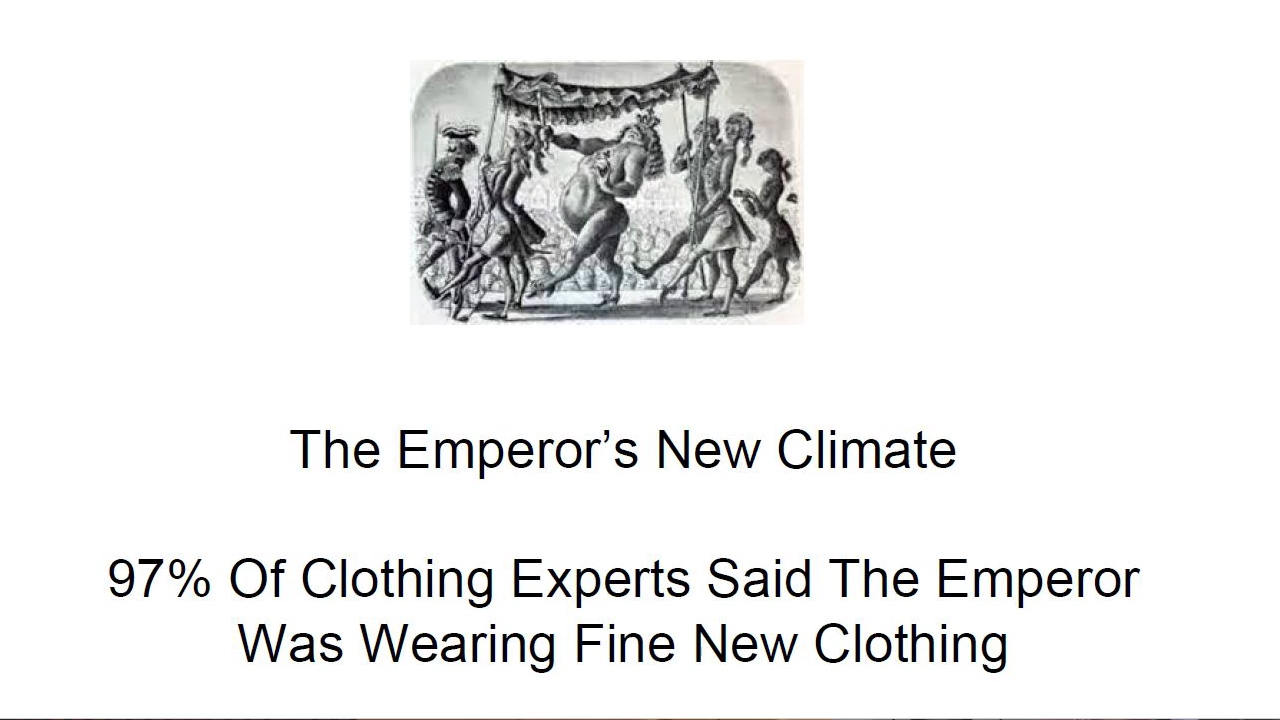 The Emperor’s New Climate
97% Of Clothing Experts Said The Emperor
Was Wearing Fine New Clothing